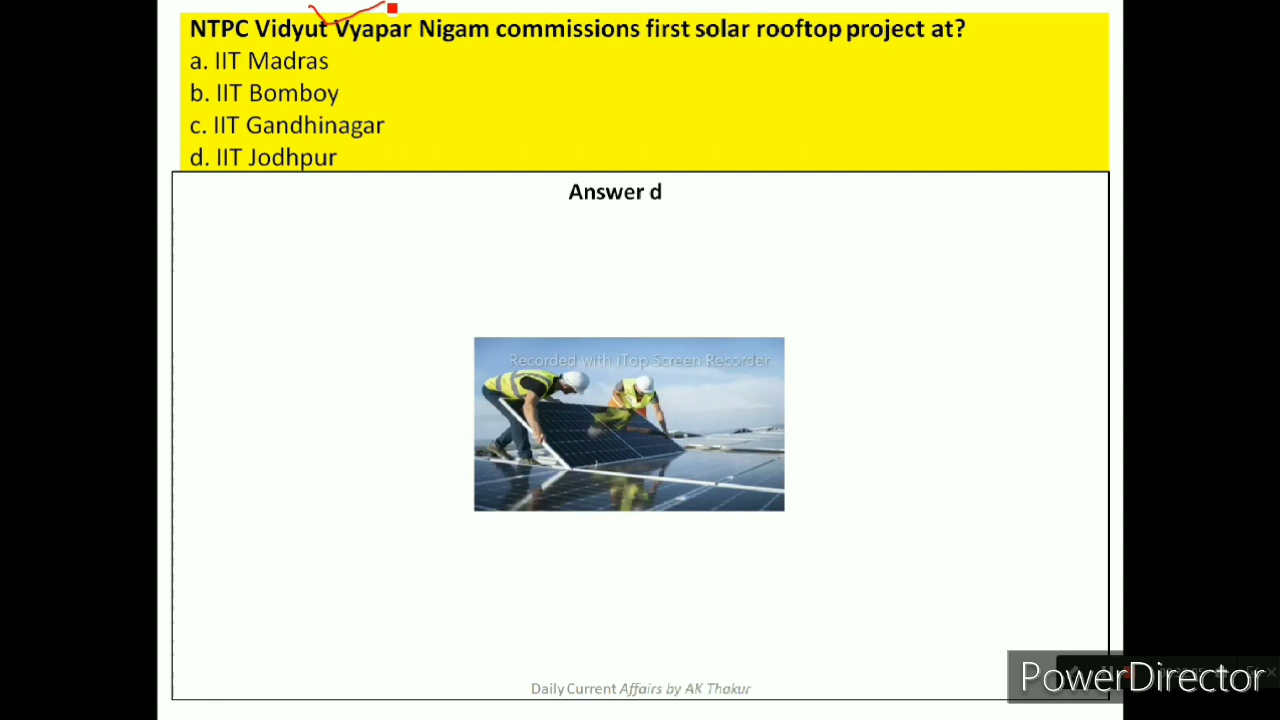 NTPC Vidyut Vyapar Nigam commissions first solar rooftop project at?
a. IIT Madras
b. IIT Bomboy
c. IIT Gandhinagar
d. IIT Jodhpur
Answer d
Recorded with iTop Screen Recorder
Daily Current Affairs by AK Thakur
PowerDirector